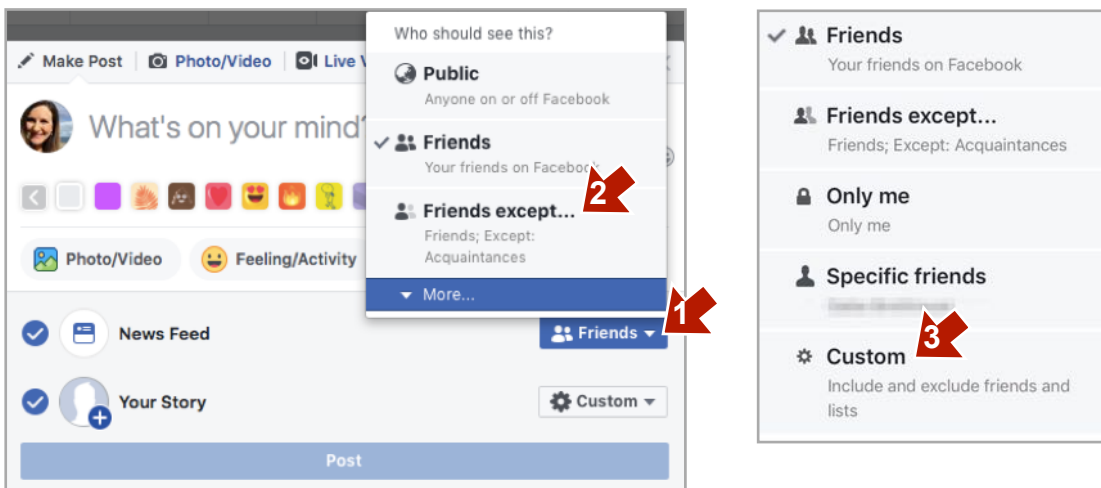 Who should see this?
Make Post Photo/Video Live V
Public
Anyone on or off Facebook
What's on your mind?
Friends
Your friends on Facebook
2
Friends except...
Friends; Except:
Acquaintances
Photo/Video Feeling/Activity
More...
1
News Feed Friends
Your Story Custom
Post
Friends
Your friends on Facebook
Friends except...
Friends; Except: Acquaintances
Only me
Only me
Specific friends
3
Custom
Include and exclude friends and
lists